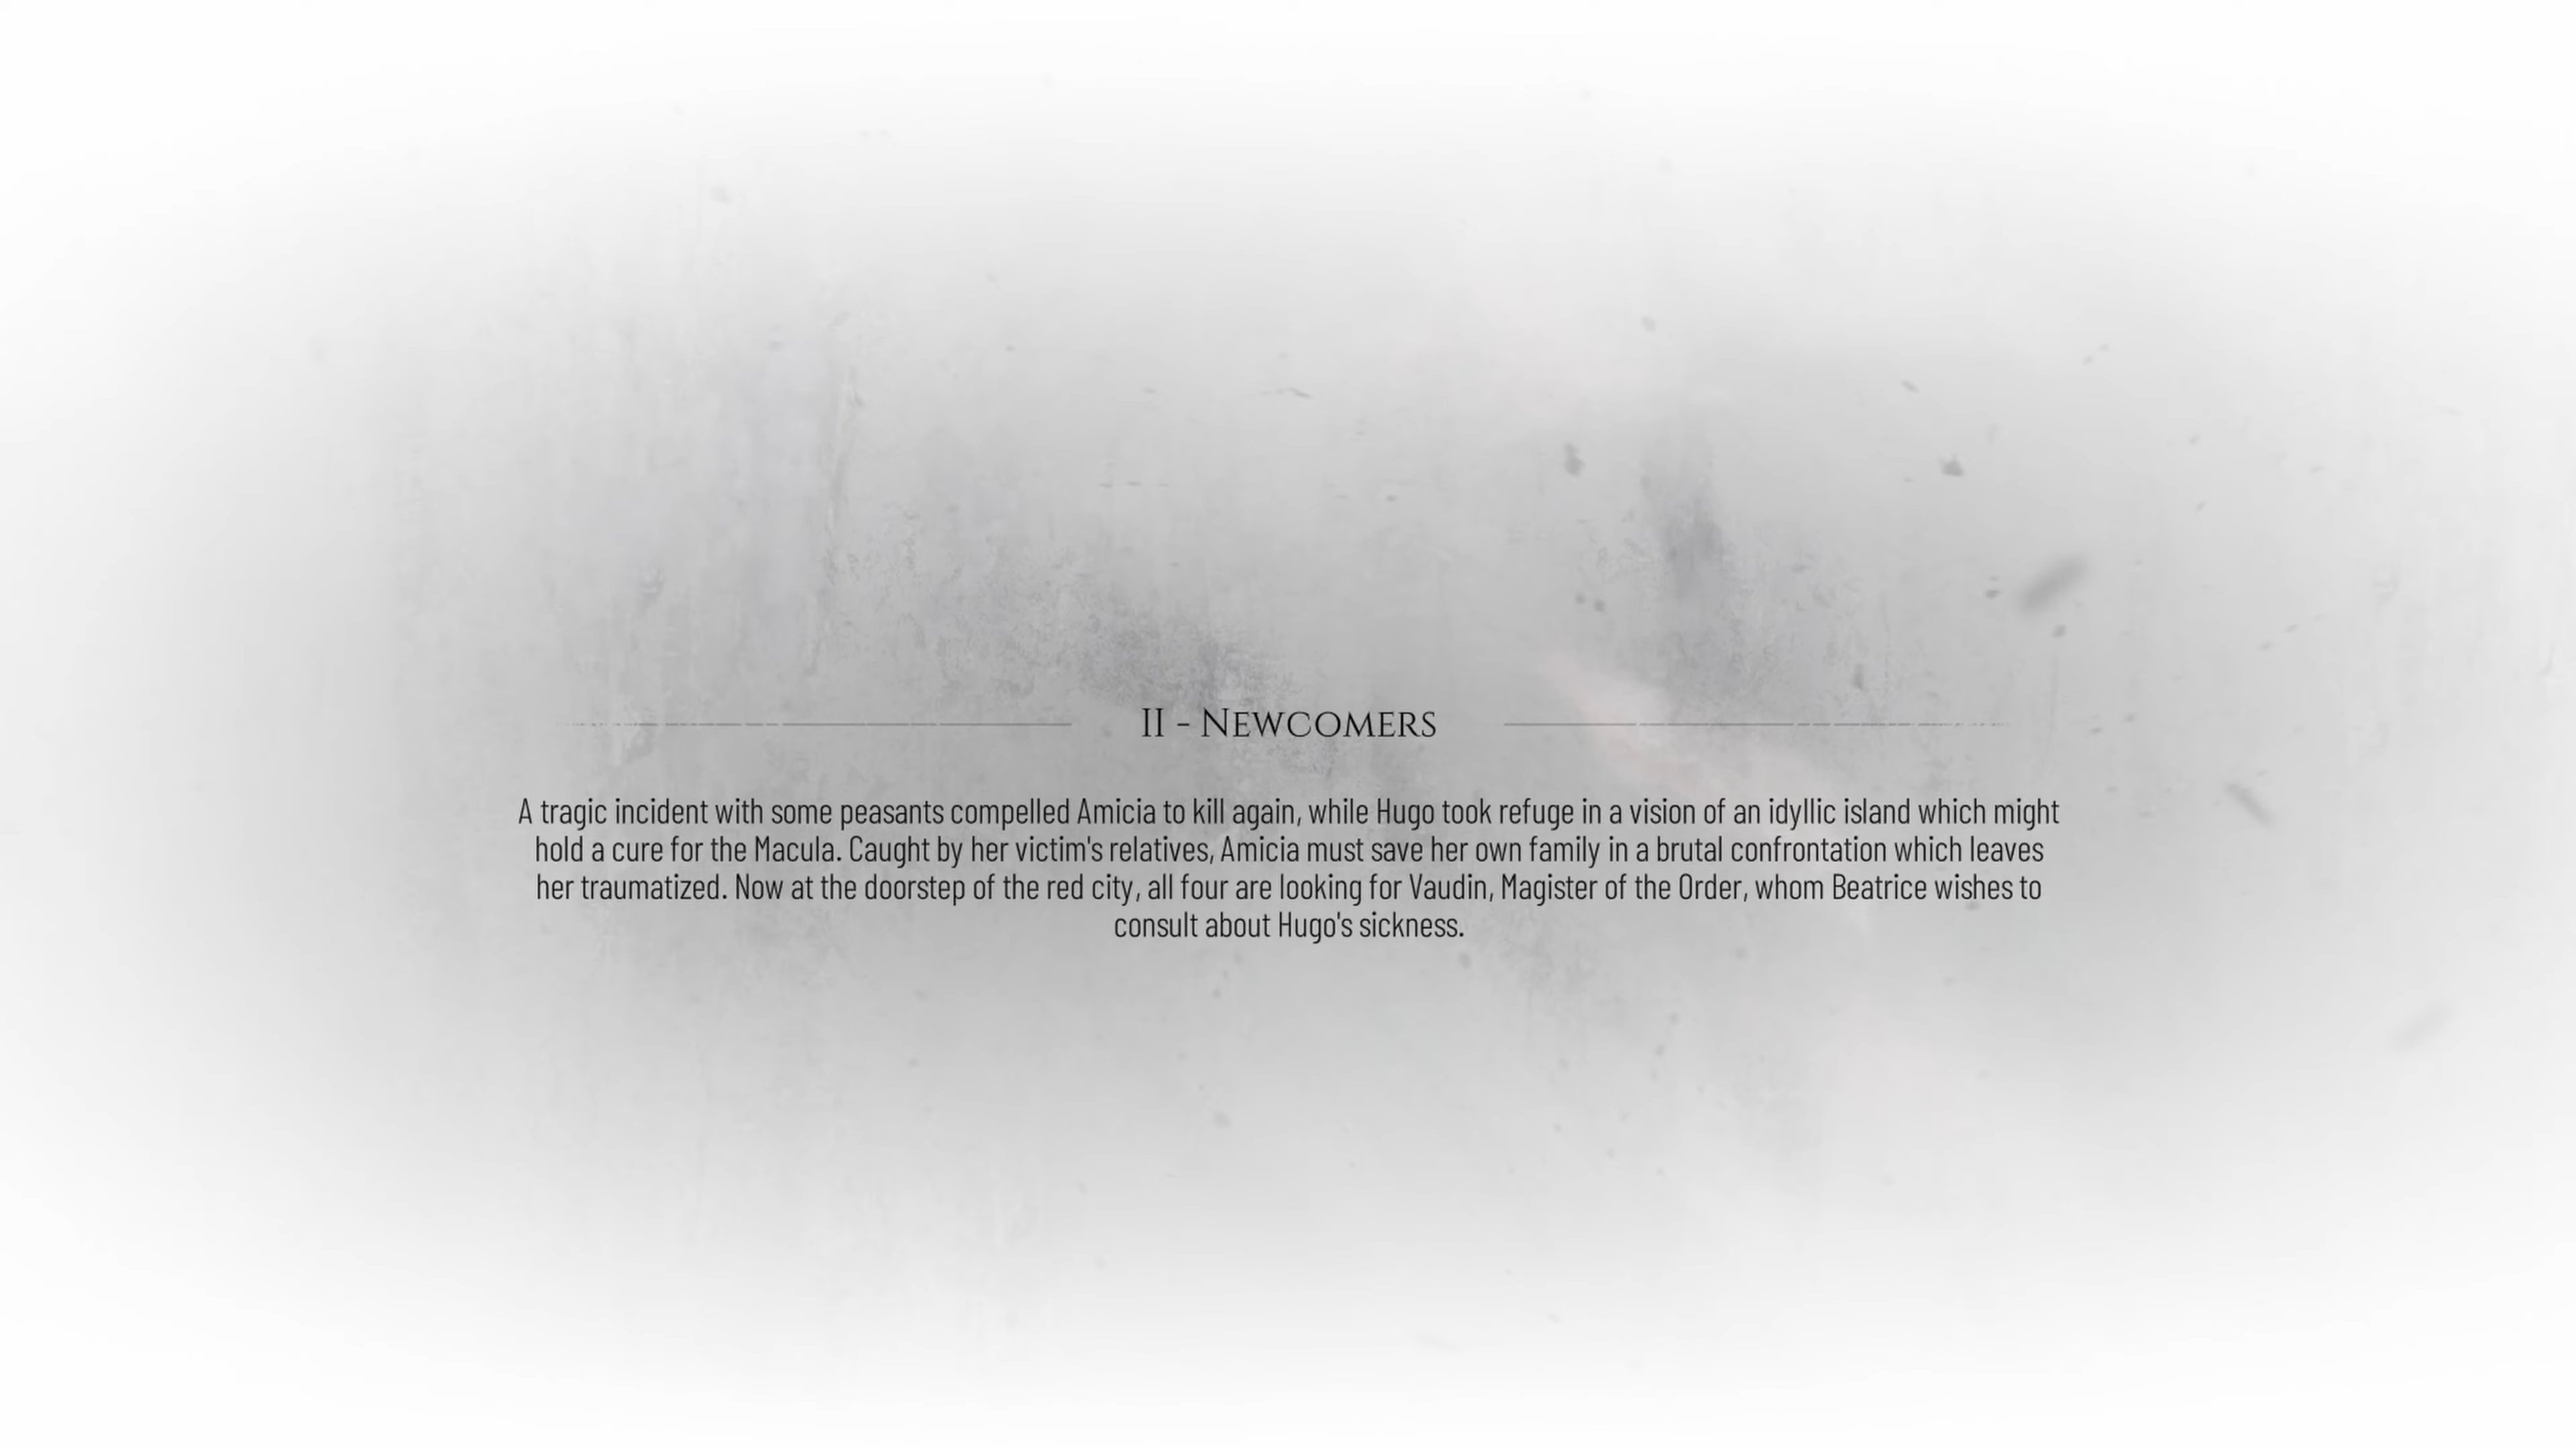 II - Newcomers
A tragic incident with some peasants compelled Amicia to kill again, while Hugo took refuge in a vision of an idyllic island which might
hold a cure for the Macula. Caught by her victim's relatives, Amicia must save her own family in a brutal confrontation which leaves
her traumatized. Now at the doorstep of the red city, all four are looking for Vaudin, Magister of the Order, whom Beatrice wishes to
consult about Hugo's sickness.